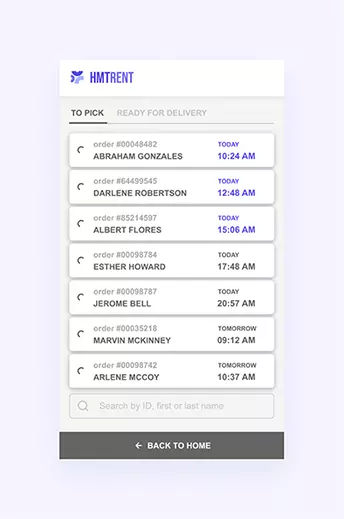 HMTRENT
TO PICK READY FOR DELIVERY
order #00048482 TODAY
ABRAHAM GONZALES 10:24 AM
order #64499545 TODAY
DARLENE ROBERTSON 12:48 AM
order #85214597 TODAY
ALBERT FLORES 15:06 AM
order #00098784 TODAY
ESTHER HOWARD 17:48 AM
order #00098787 TODAY
JEROME BELL 20:57 AM
order #00035218 TOMORROW
MARVIN MCKINNEY 09:12 AM
order #00098742 TOMORROW
ARLENE MCCOY 10:37 AM
Search by ID, first or last name
← BACK TO HOME